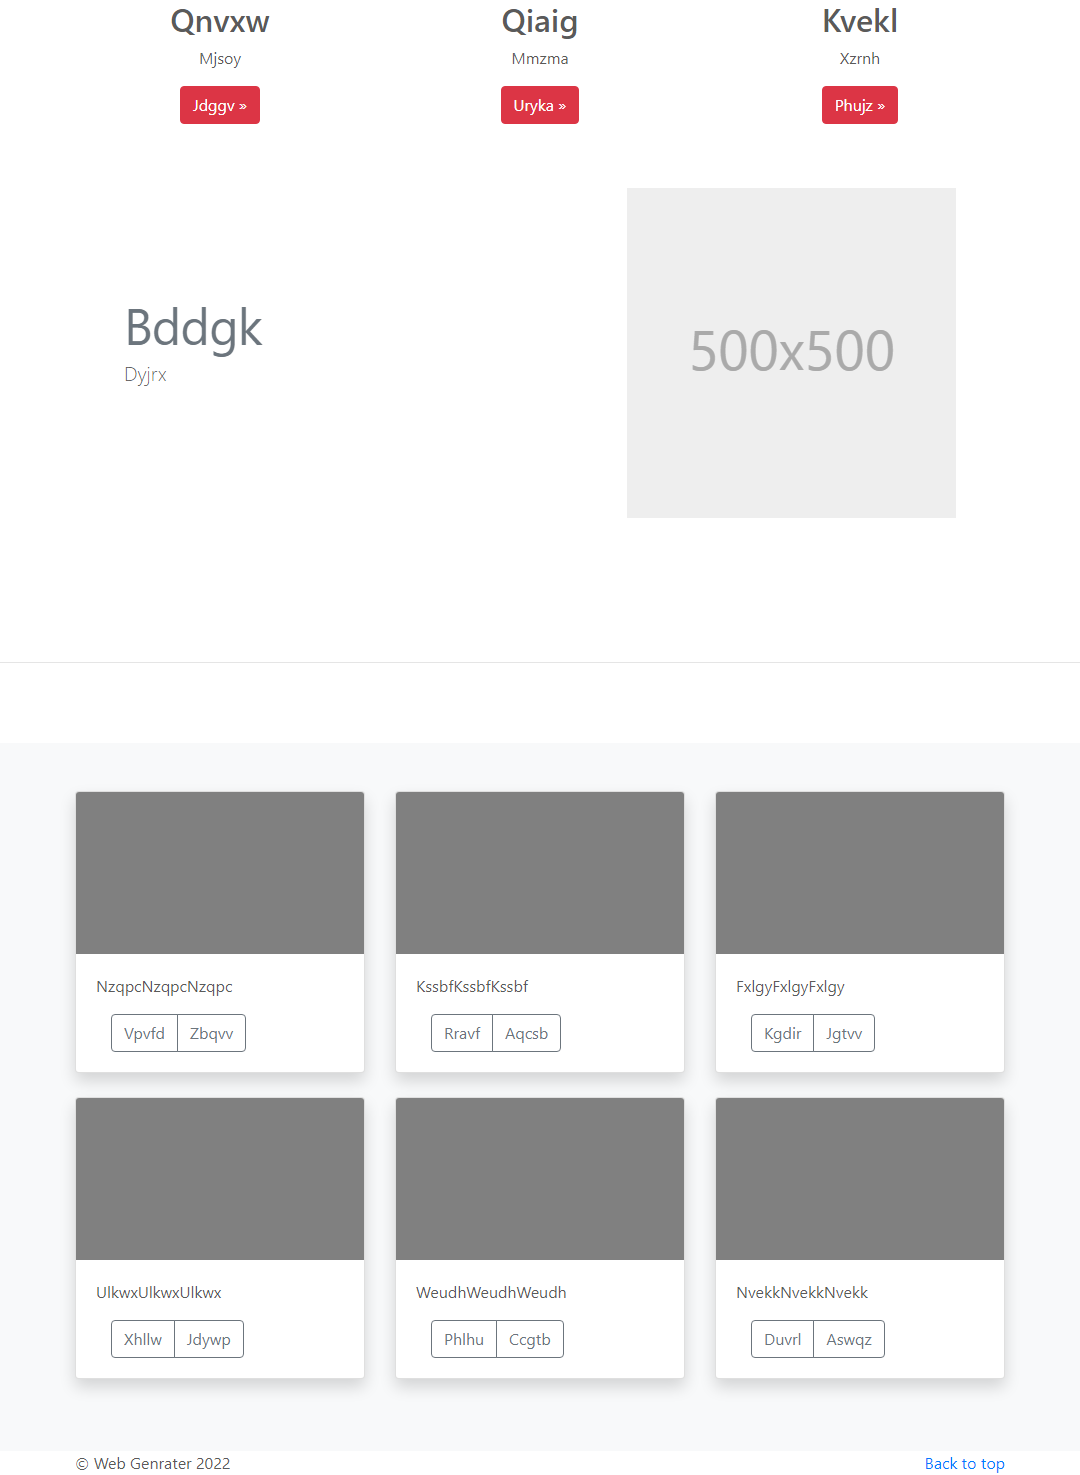 Qnvxw Qiaig Kvekl
Mjsoy Mmzma Xzrnh
Jdggv » Uryka » Phujz »
500x500
Bddgk
Dyjrx
NzqpcNzqpcNzqpc KssbfKssbfKssbf FxlgyFxlgyFxlgy
Vpvfd Zbqvv Rravf Aqcsb Kgdir Jgtvv
UlkwxUlkwxUlkwx WeudhWeudhWeudh NvekkNvekkNvekk
Xhllw Jdywp Phlhu Ccgtb Duvrl Aswqz
© Web Genrater 2022 Back to top